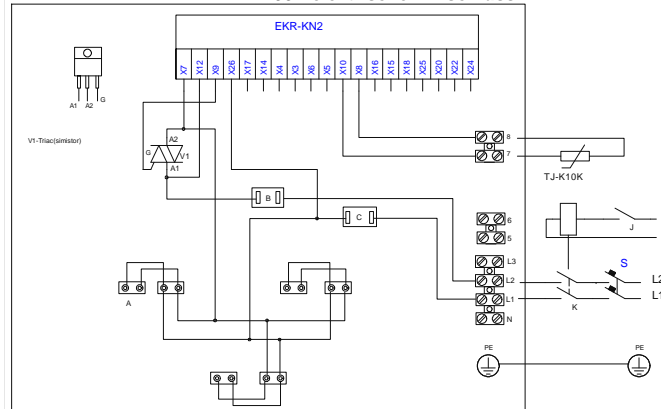 EKR-KN2
X7 X12 X9 X26 X17 X14 X4 X3 X6 X5 X10 X8 X16 X15 X18 X25 X20 X22 X24
A1 A2 G
V1-Triac(simistor)
A2
G V1
A1
8
7
TJ-K10K
B
C
6
5
J
L3
S
L2 L2
L1 L1
K
N
A
PE PE